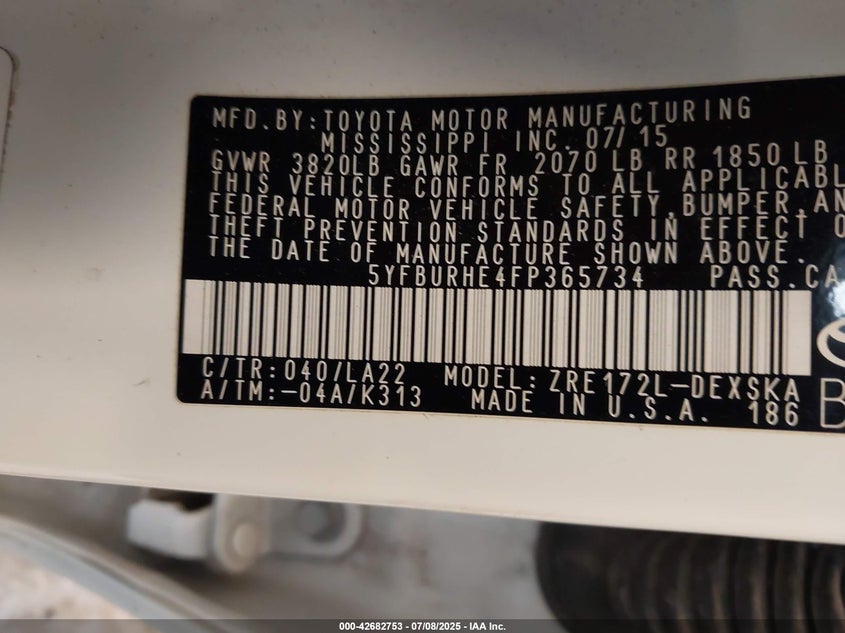 MFD.BY:TOYOTA MOTOR MANUFACTURING
MISSISSIPPI INC. 07/15
GVWR 3820LB GAWR FR 2070 LB RR 1850 LB
THIS VEHICLE CONFORMS TO ALL APPLICABL
FEDERAL MOTOR VEHICLE SAFETY,BUMPER,AN
THEFT PREVENTION STANDARDS IN EFFECT O
THE DATE OF MANUFACTURE SHOWN ABOVE.
5YFBURHE4FP365734 PASS.CA
C/TR:040/LA22 MODEL:ZRE172L-DEXSKA
A/TM:-04A/K313 MADE IN U.S.A. 186 B
000-42682753 - 07/08/2025 - IAA Inc.